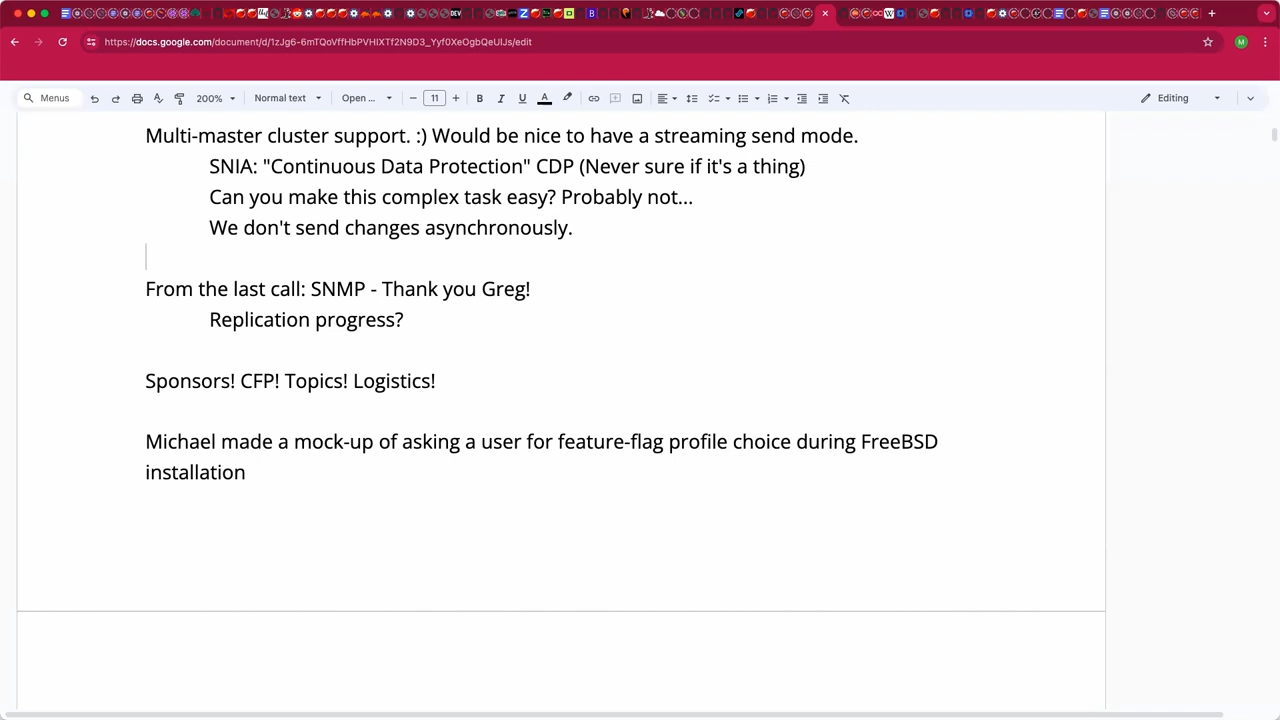 https://docs.google.com/document/d/1zJg6-6mTQoVffHbPVHIXTf2N9D3_Yyf0XeOgbQeUIJs/edit
M
Menus
200%
Normal text
Open ...
11
B I U A
Editing
Multi-master cluster support. :) Would be nice to have a streaming send mode.
SNIA: "Continuous Data Protection" CDP (Never sure if it's a thing)
Can you make this complex task easy? Probably not...
We don't send changes asynchronously.
From the last call: SNMP - Thank you Greg!
Replication progress?
Sponsors! CFP! Topics! Logistics!
Michael made a mock-up of asking a user for feature-flag profile choice during FreeBSD
installation